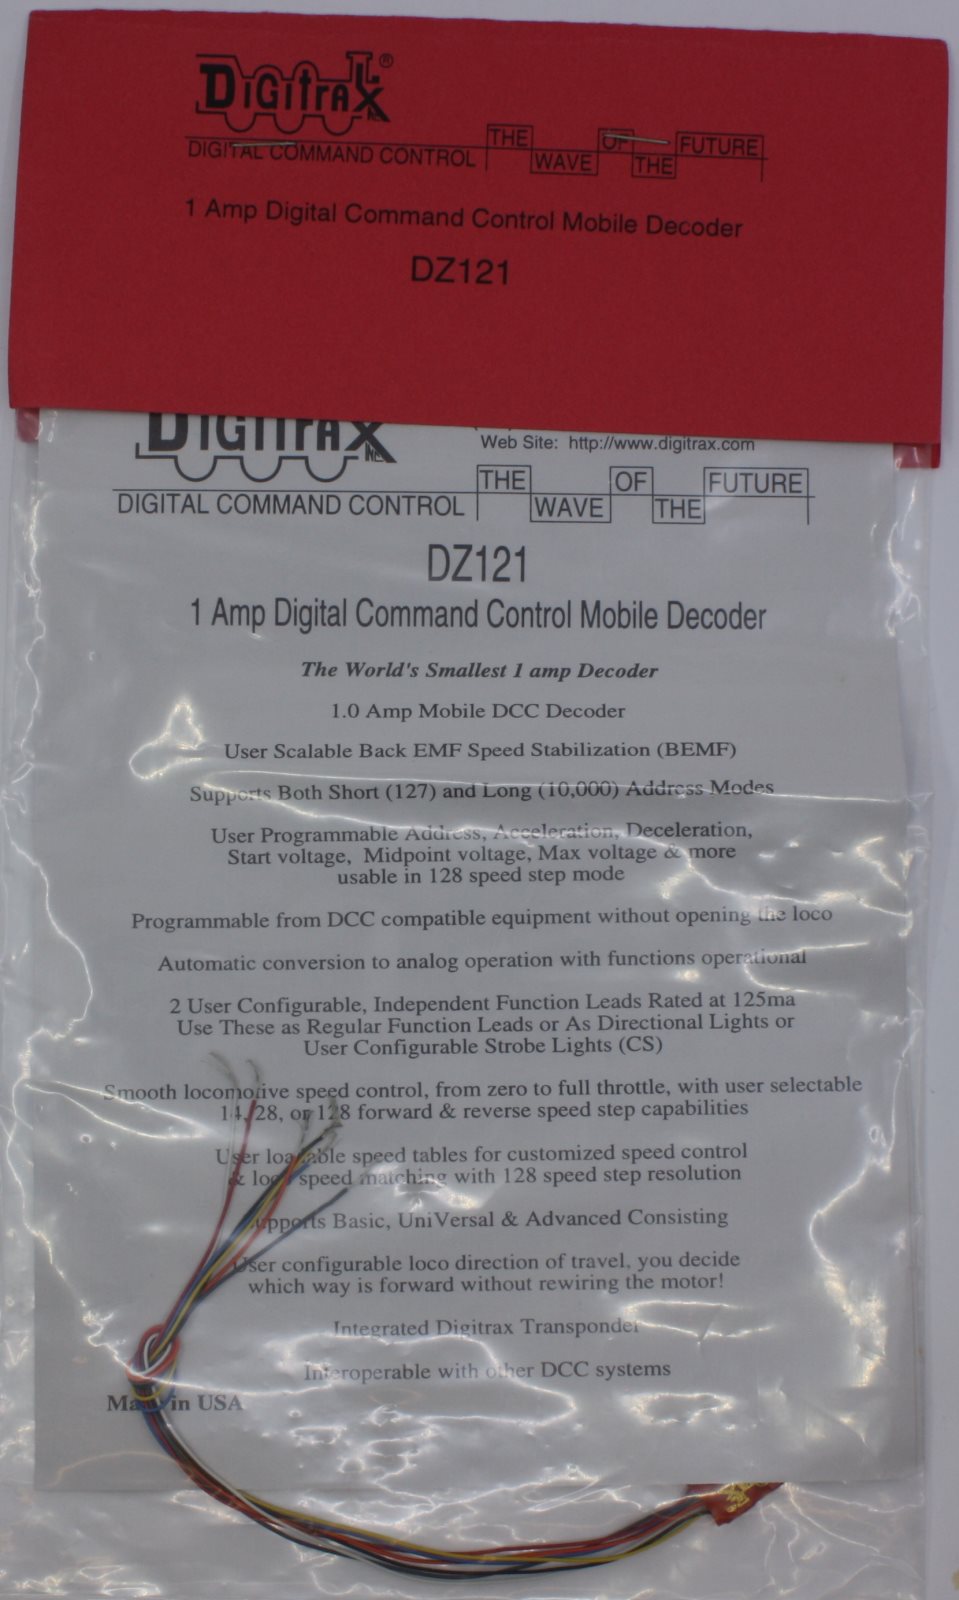 DiGitrAX ®
INC.
DIGITAL COMMAND CONTROL THE WAVE OF THE FUTURE
1 Amp Digital Command Control Mobile Decoder
DZ121
DiGitrAX
INC.
Web Site: http://www.digitrax.com
DIGITAL COMMAND CONTROL THE WAVE OF THE FUTURE
DZ121
1 Amp Digital Command Control Mobile Decoder
The World's Smallest 1 amp Decoder
1.0 Amp Mobile DCC Decoder
User Scalable Back EMF Speed Stabilization (BEMF)
Supports Both Short (127) and Long (10,000) Address Modes
User Programmable Address, Acceleration, Deceleration,
Start voltage, Midpoint voltage, Max voltage & more
usable in 128 speed step mode
Programmable from DCC compatible equipment without opening the loco
Automatic conversion to analog operation with functions operational
2 User Configurable, Independent Function Leads Rated at 125ma
Use These as Regular Function Leads or As Directional Lights or
User Configurable Strobe Lights (CS)
Smooth locomotive speed control, from zero to full throttle, with user selectable
14, 28, or 128 forward & reverse speed step capabilities
User loadable speed tables for customized speed control
& loco speed matching with 128 speed step resolution
Supports Basic, UniVersal & Advanced Consisting
User configurable loco direction of travel, you decide
which way is forward without rewiring the motor!
Integrated Digitrax Transponder
Interoperable with other DCC systems
Made in USA